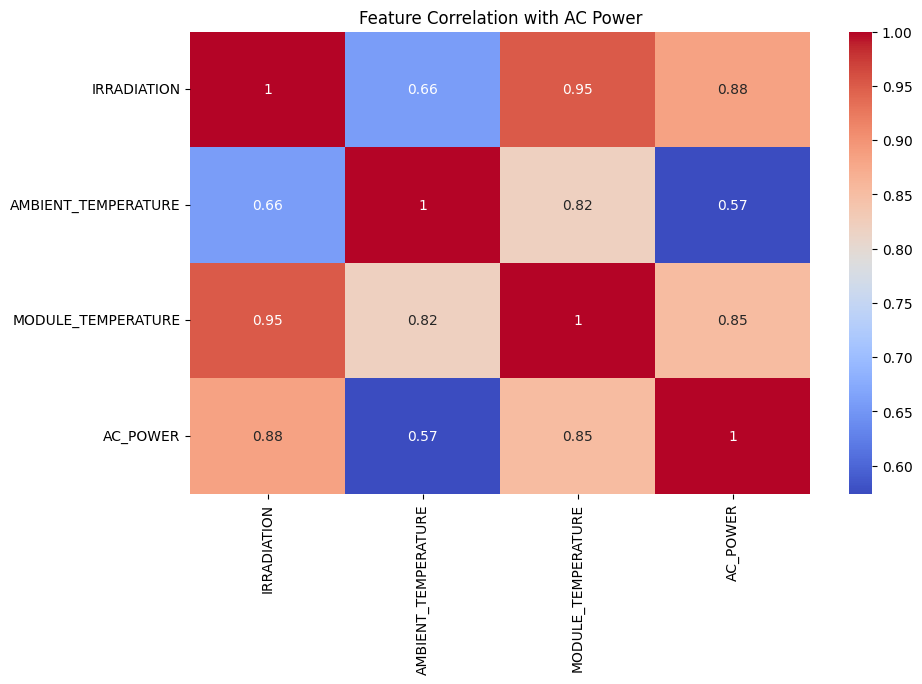 Feature Correlation with AC Power
IRRADIATION
1
0.66
0.95
0.88
AMBIENT_TEMPERATURE
0.66
1
0.82
0.57
MODULE_TEMPERATURE
0.95
0.82
1
0.85
AC_POWER
0.88
0.57
0.85
1
IRRADIATION
AMBIENT_TEMPERATURE
MODULE_TEMPERATURE
AC_POWER
1.00
0.95
0.90
0.85
0.80
0.75
0.70
0.65
0.60